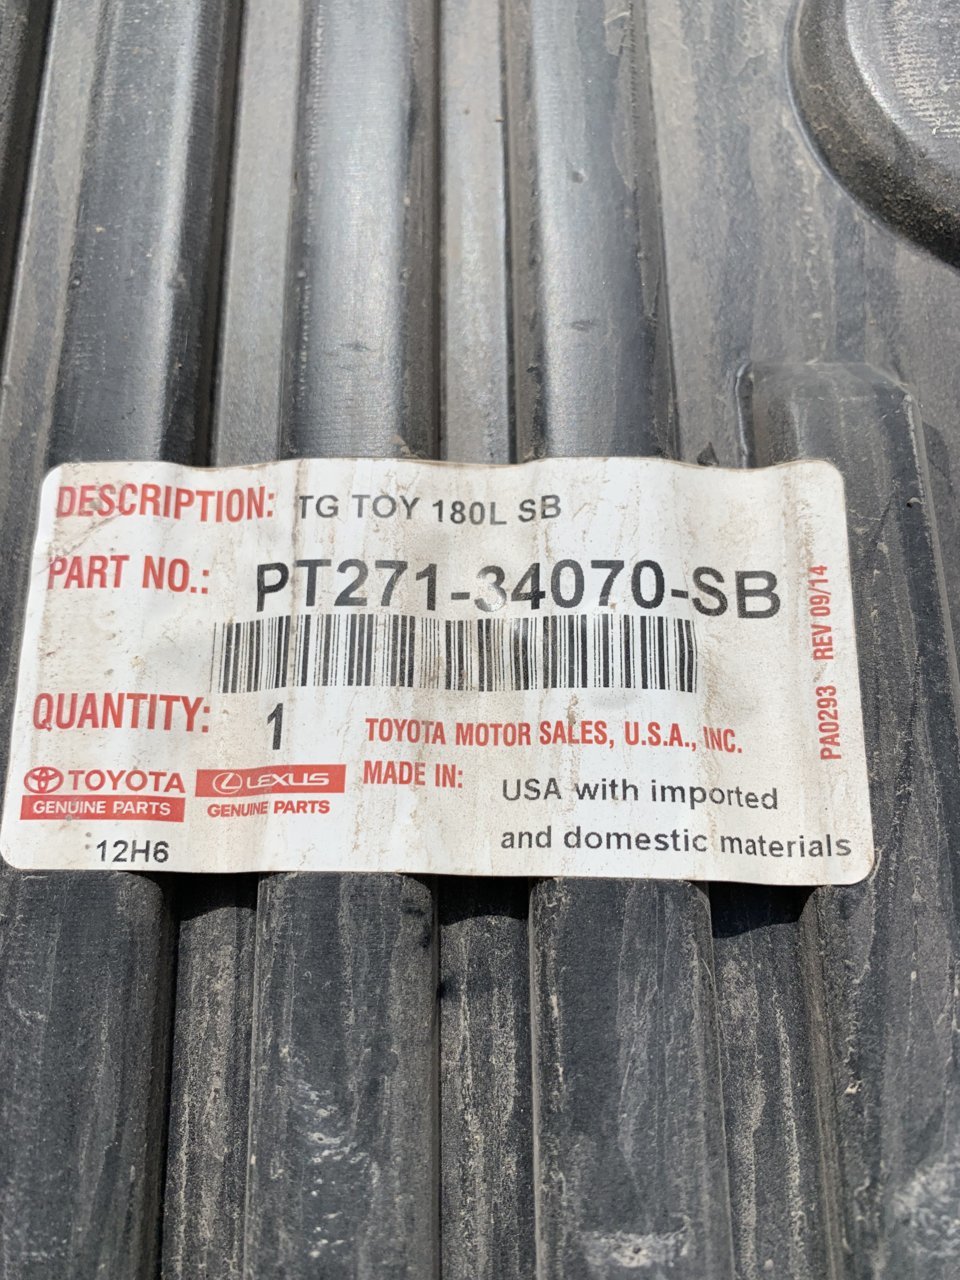 DESCRIPTION: TG TOY 180L SB
PART NO.: PT271-34070-SB
QUANTITY: 1
TOYOTA MOTOR SALES, U.S.A., INC.
MADE IN: USA with imported
and domestic materials
TOYOTA
GENUINE PARTS
LEXUS
GENUINE PARTS
12H6
PA0293 REV 09/14